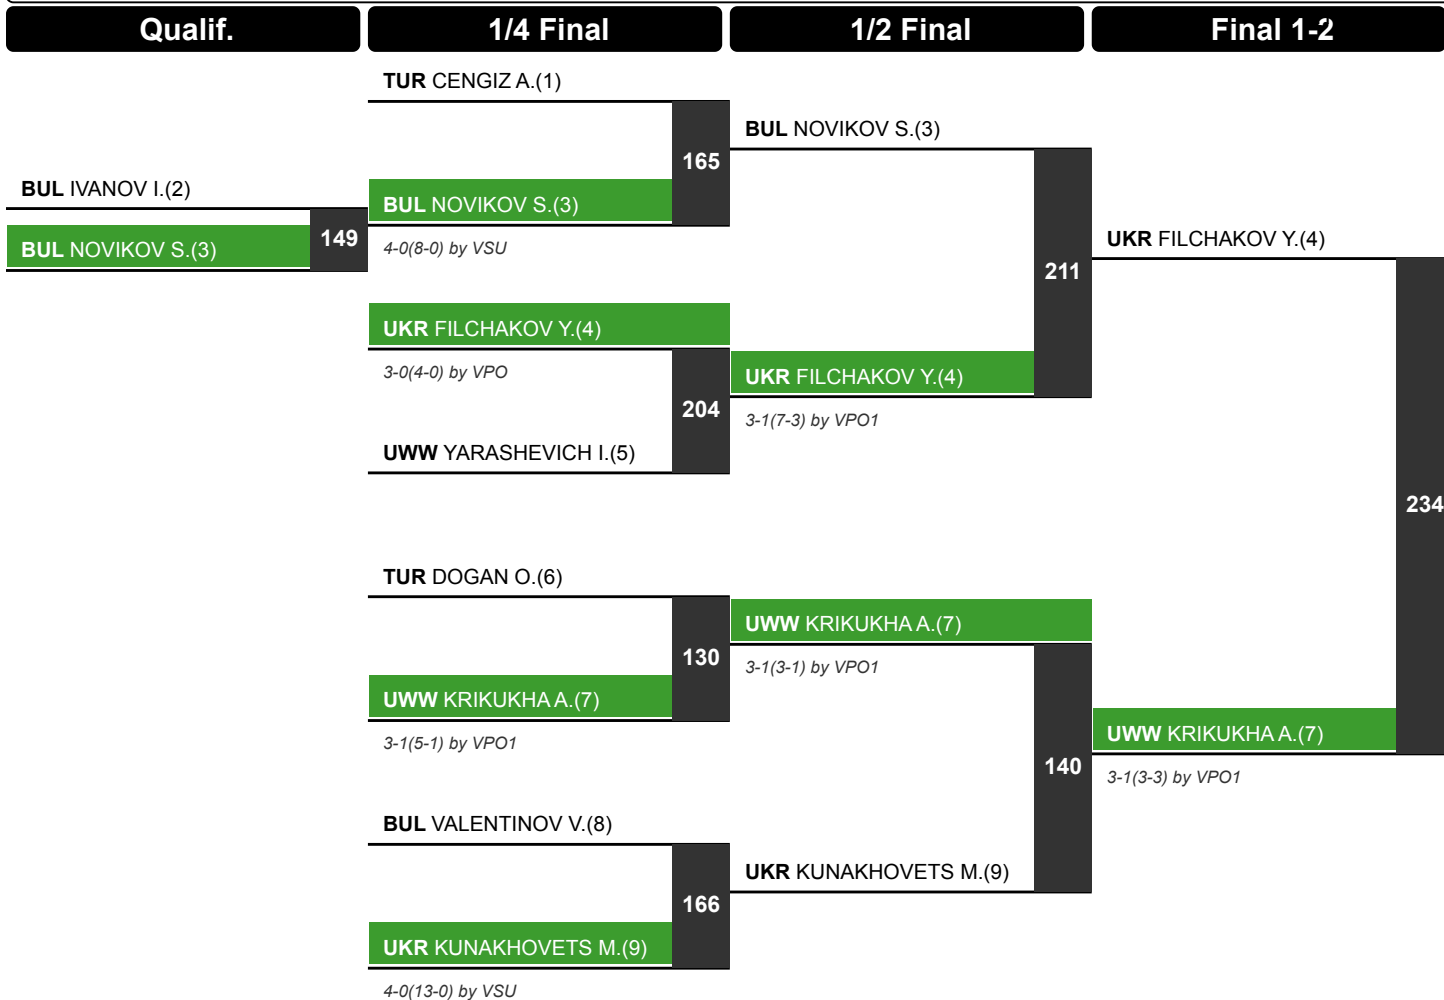 Qualif.
1/4 Final
1/2 Final
Final 1-2
TUR CENGIZ A.(1)
BUL NOVIKOV S.(3)
165
BUL IVANOV I.(2)
BUL NOVIKOV S.(3)
149
BUL NOVIKOV S.(3)
4-0(8-0) by VSU
UKR FILCHAKOV Y.(4)
211
UKR FILCHAKOV Y.(4)
3-0(4-0) by VPO
204
UKR FILCHAKOV Y.(4)
3-1(7-3) by VPO1
UWW YARASHEVICH I.(5)
234
TUR DOGAN O.(6)
UWW KRIKUKHA A.(7)
130
3-1(3-1) by VPO1
UWW KRIKUKHA A.(7)
3-1(5-1) by VPO1
UWW KRIKUKHA A.(7)
140
3-1(3-3) by VPO1
BUL VALENTINOV V.(8)
UKR KUNAKHOVETS M.(9)
166
UKR KUNAKHOVETS M.(9)
4-0(13-0) by VSU